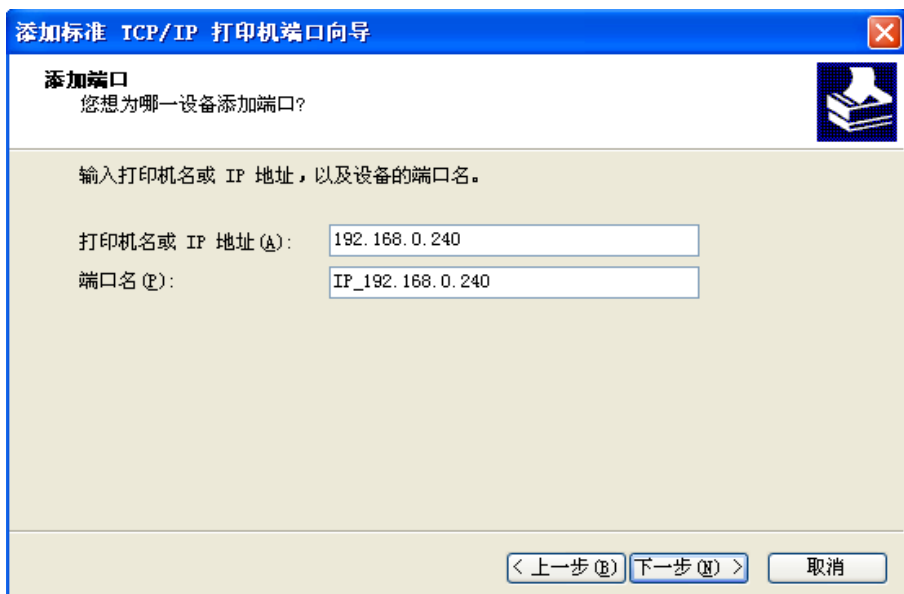 添加标准 TCP/IP 打印机端口向导
添加端口
您想为哪一设备添加端口?
输入打印机名或 IP 地址，以及设备的端口名。
打印机名或 IP 地址(A): 192.168.0.240
端口名(P): IP_192.168.0.240
< 上一步(B) 下一步(N) > 取消